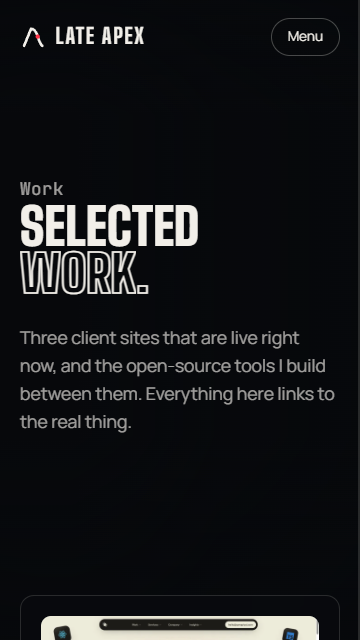 LATE APEX
Menu
Work
SELECTED
WORK.
Three client sites that are live right
now, and the open-source tools I build
between them. Everything here links to
the real thing.